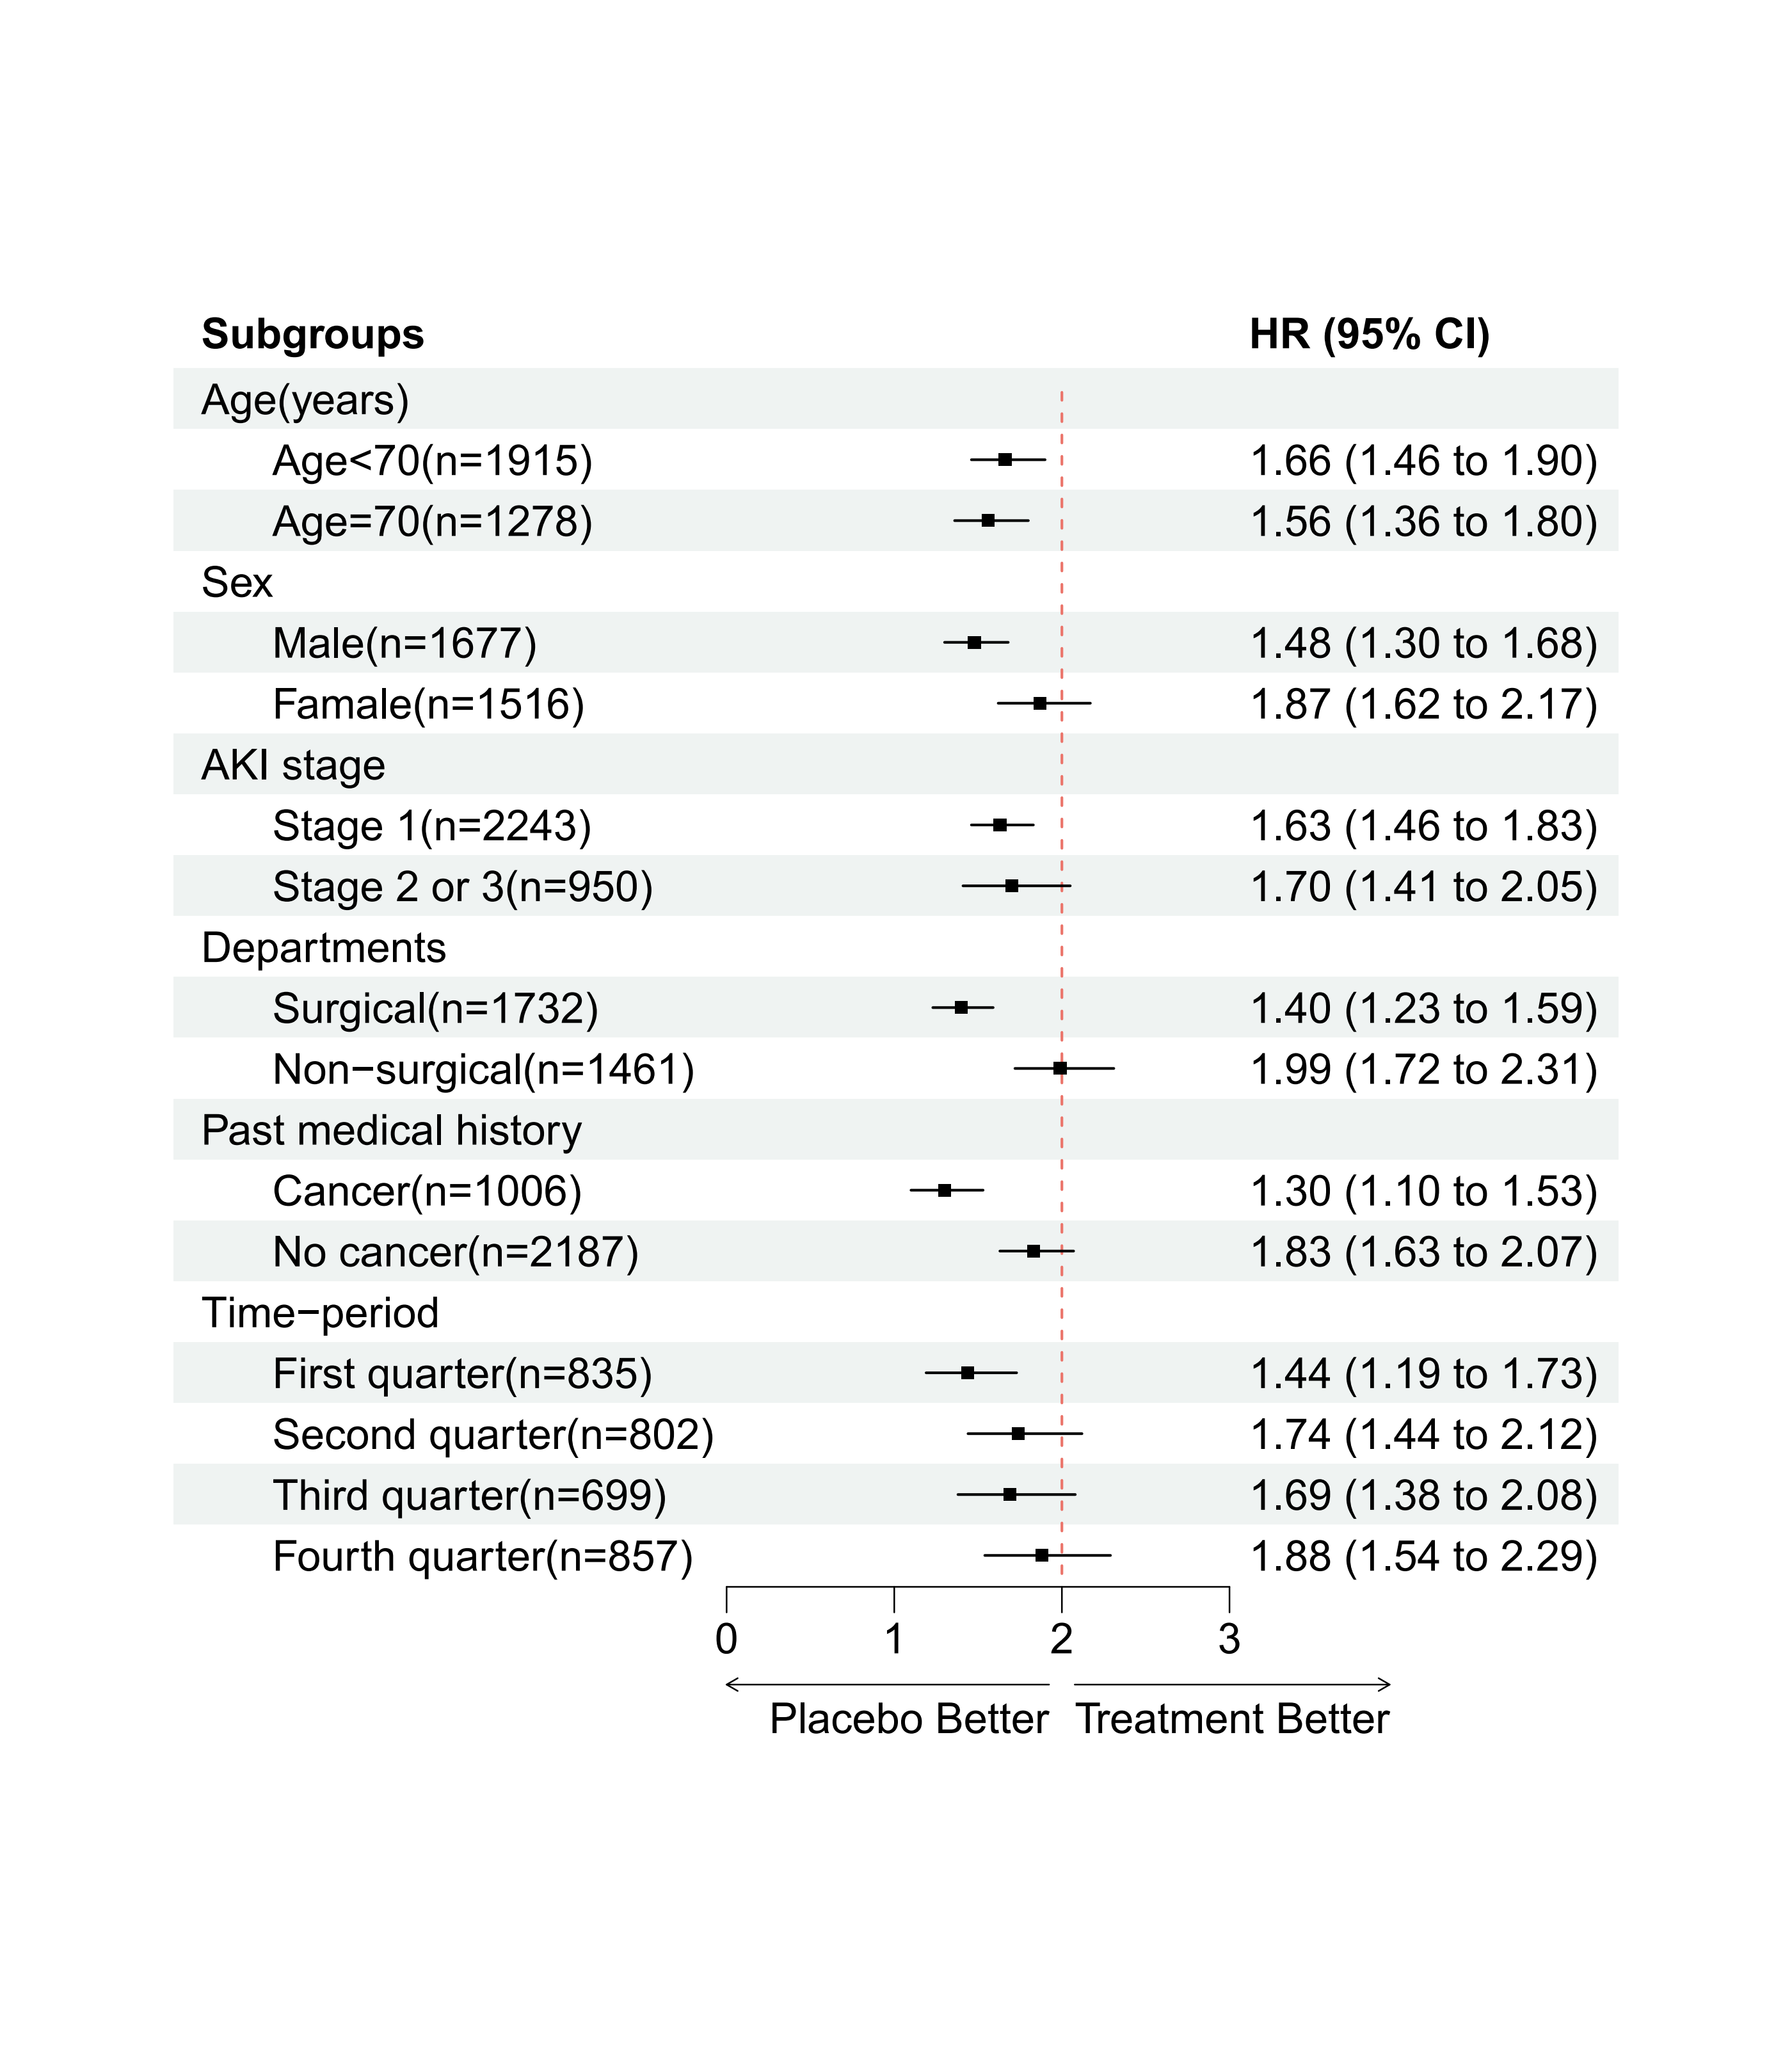 Subgroups HR (95% CI)
Age(years)
Age<70(n=1915) 1.66 (1.46 to 1.90)
Age=70(n=1278) 1.56 (1.36 to 1.80)
Sex
Male(n=1677) 1.48 (1.30 to 1.68)
Famale(n=1516) 1.87 (1.62 to 2.17)
AKI stage
Stage 1(n=2243) 1.63 (1.46 to 1.83)
Stage 2 or 3(n=950) 1.70 (1.41 to 2.05)
Departments
Surgical(n=1732) 1.40 (1.23 to 1.59)
Non−surgical(n=1461) 1.99 (1.72 to 2.31)
Past medical history
Cancer(n=1006) 1.30 (1.10 to 1.53)
No cancer(n=2187) 1.83 (1.63 to 2.07)
Time−period
First quarter(n=835) 1.44 (1.19 to 1.73)
Second quarter(n=802) 1.74 (1.44 to 2.12)
Third quarter(n=699) 1.69 (1.38 to 2.08)
Fourth quarter(n=857) 1.88 (1.54 to 2.29)
0 1 2 3
Placebo Better Treatment Better